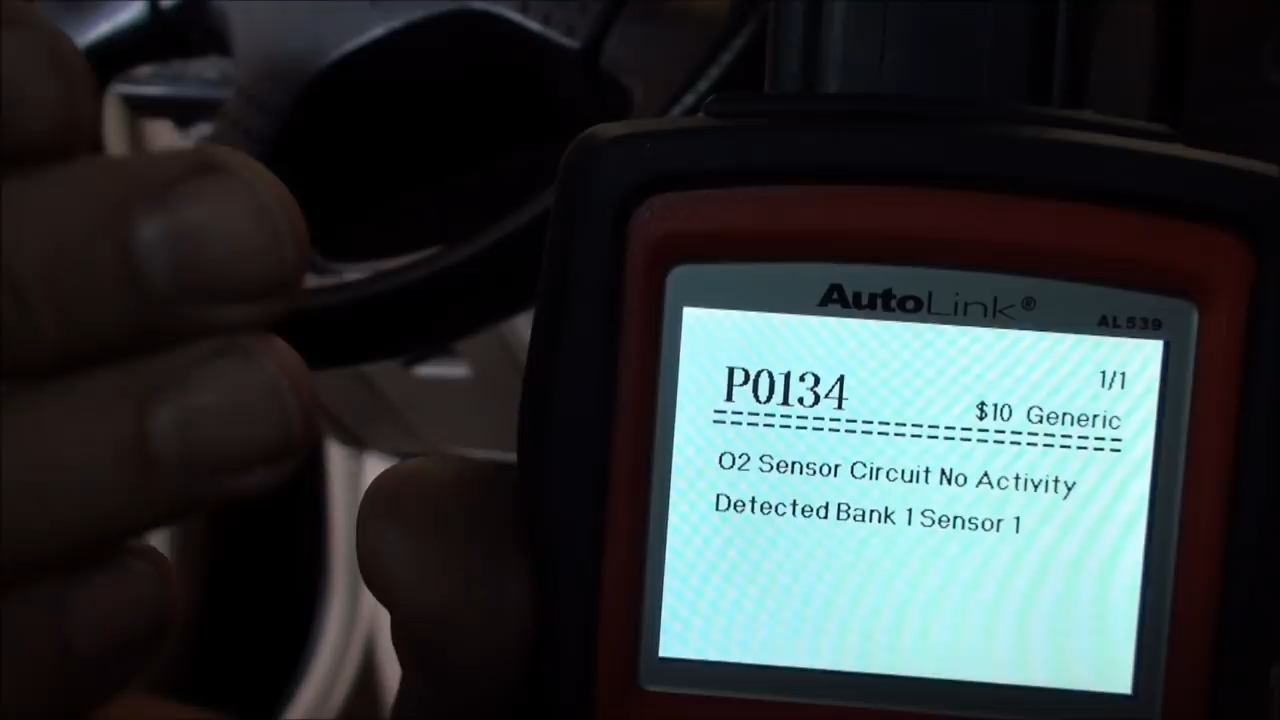 AutoLink®
AL539
P0134
1/1
$10 Generic
O2 Sensor Circuit No Activity
Detected Bank 1 Sensor 1